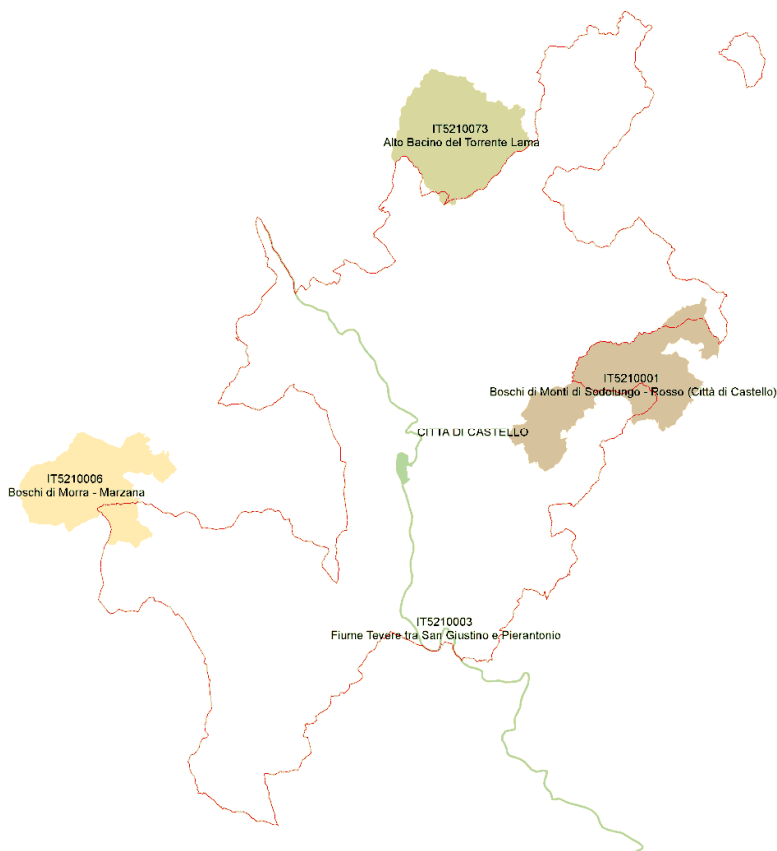 IT5210073
Alto Bacino del Torrente Lama
IT5210001
Boschi di Monti di Sodolungo - Rosso (Città di Castello)
CITTÀ DI CASTELLO
IT5210006
Boschi di Morra - Marzana
IT5210003
Fiume Tevere tra San Giustino e Pierantonio